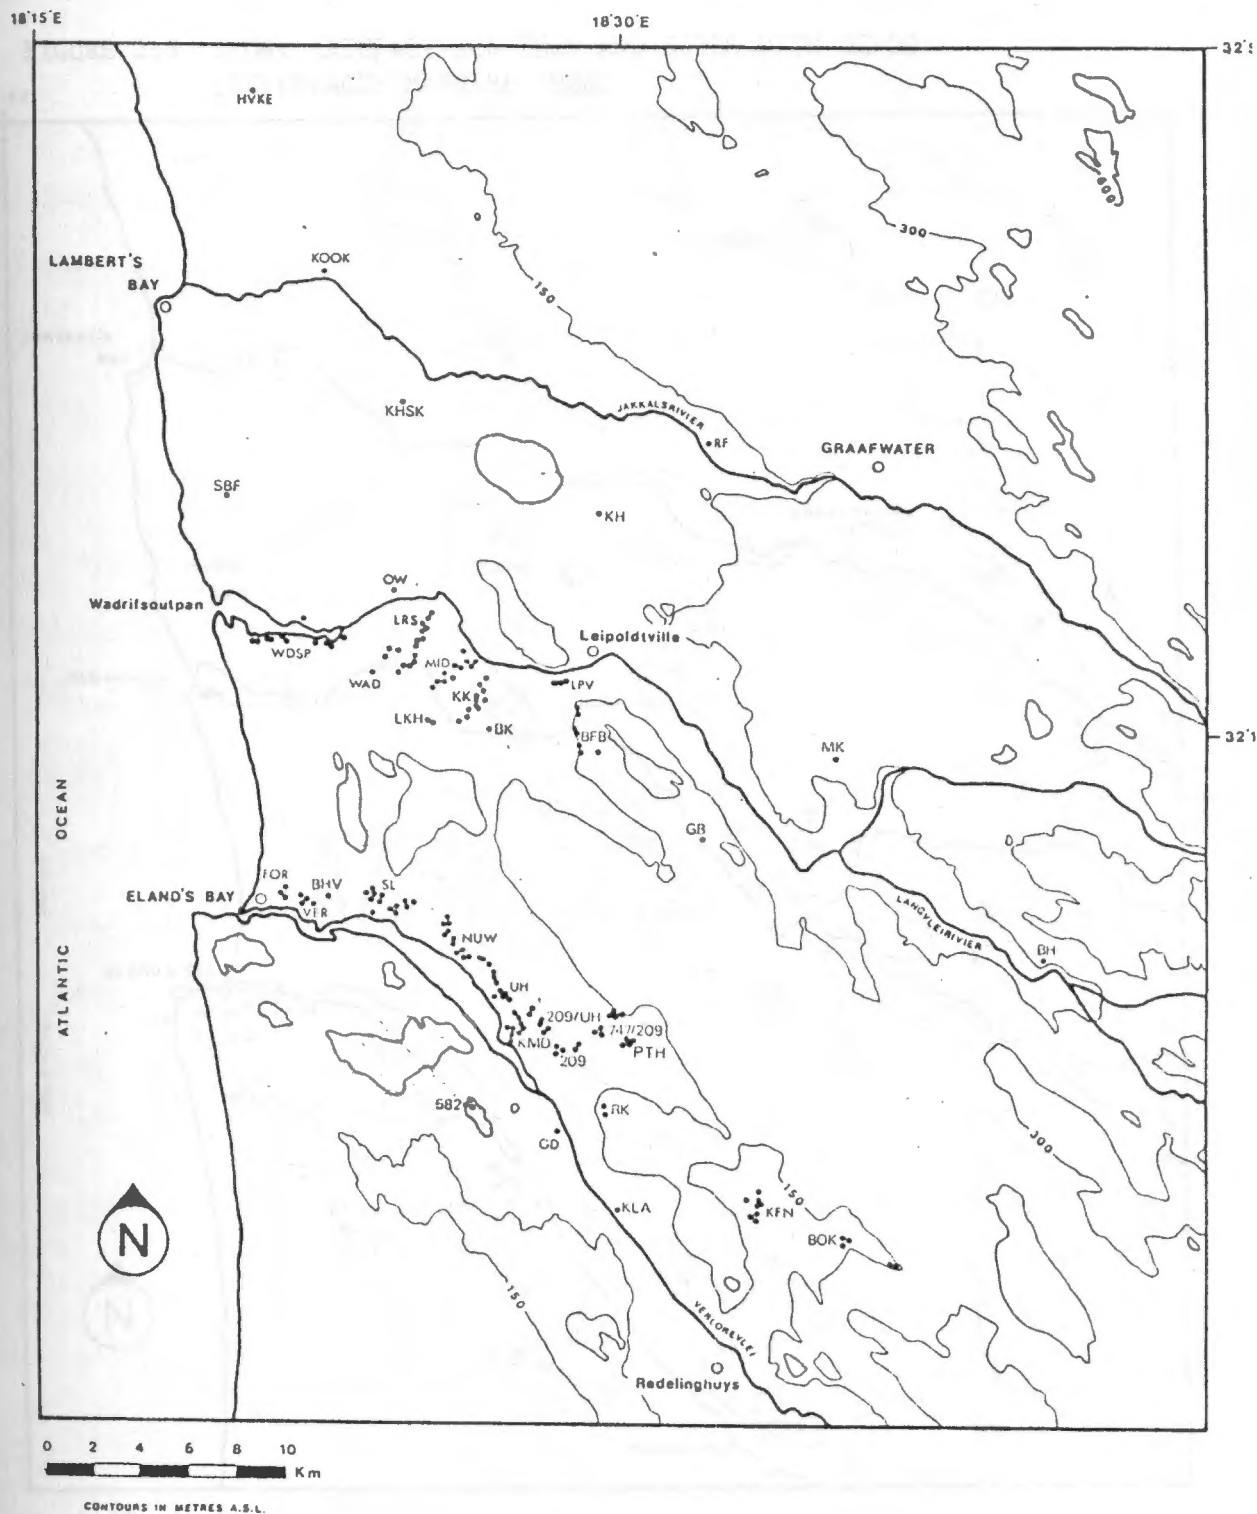 18°15'E
18°30'E
32°
HVKE
600
300
LAMBERT'S
BAY
KOOK
150
KHSK
JAKKALSRIVIER
RF
GRAAFWATER
SBF
KH
OW
Wadrifsoutpan
LRS
Leipoldtville
WDSP
MID
WAD
KK
LPV
LKH
BK
BFB
MK
32°1
ATLANTIC OCEAN
GB
FOR
BHV
SL
ELAND'S BAY
VER
LANGVLEIRIVIER
NUW
BH
UH
209/UH
747/209
KMD
209
PTH
582
RK
GD
300
150
KLA
KFN
BOK
N
150
VERLOREVLEI
Redelinghuys
0 2 4 6 8 10
Km
CONTOURS IN METRES A.S.L.